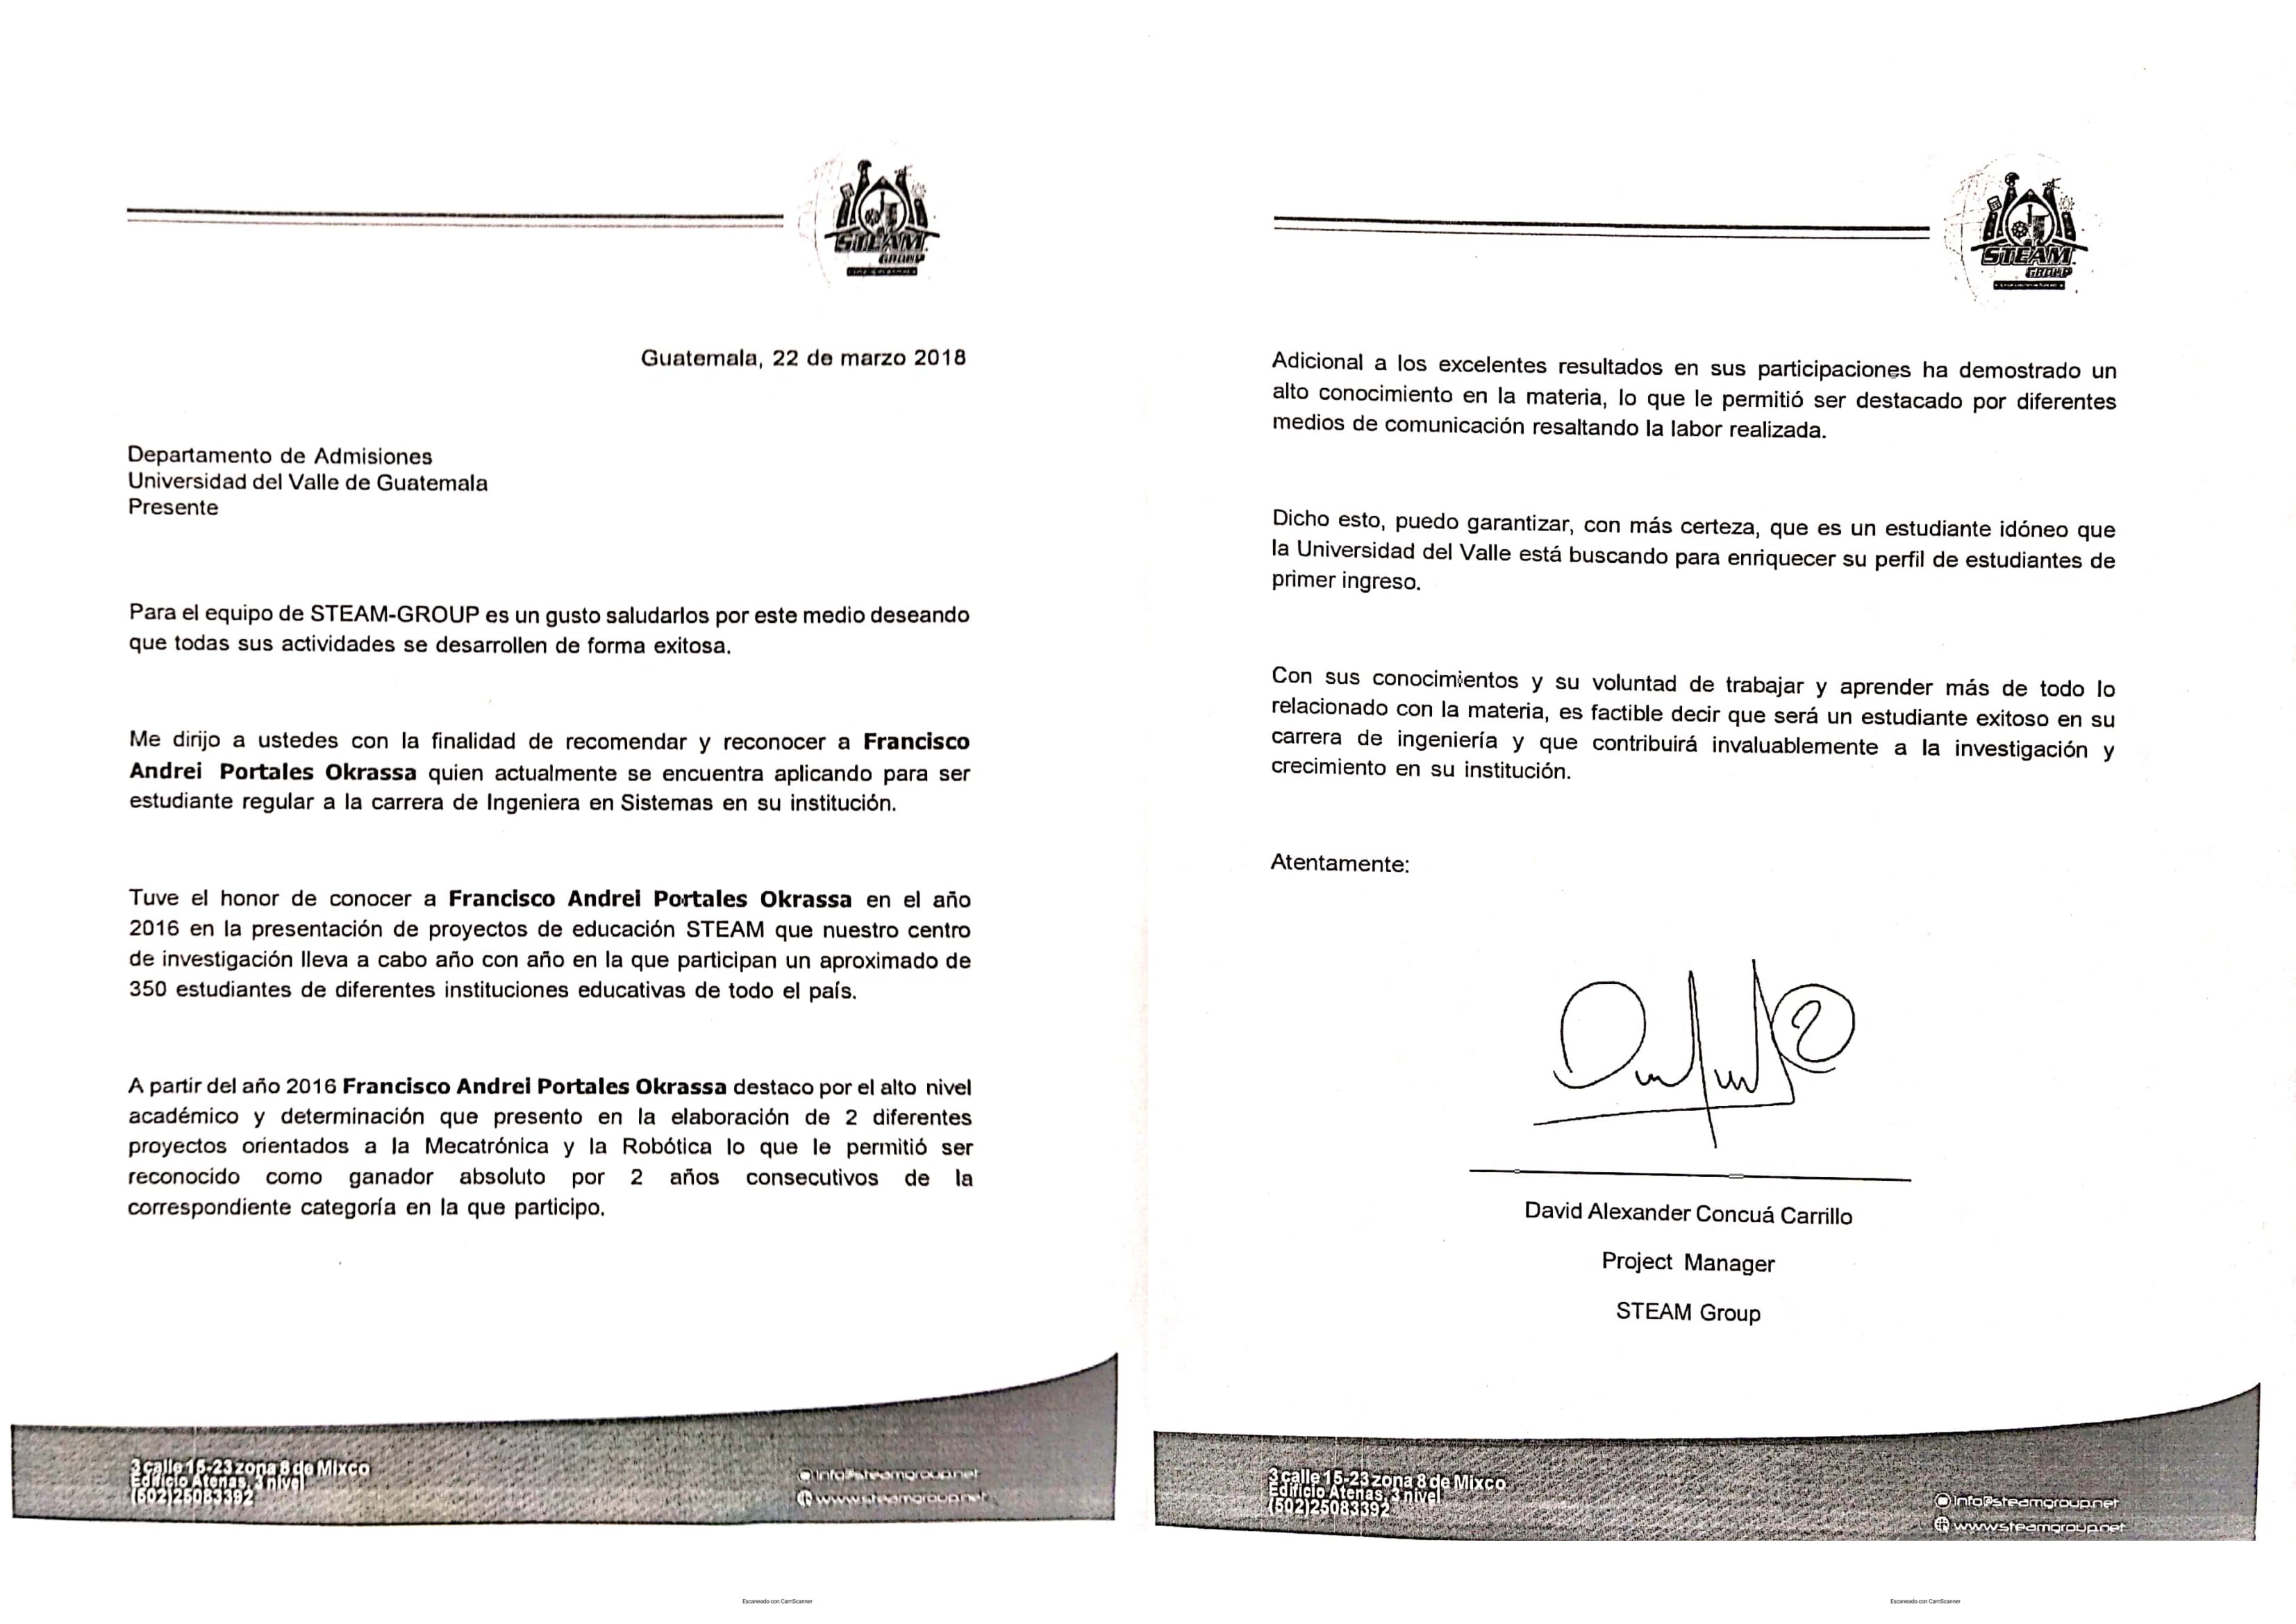 STEAM
GROUP
Guatemala, 22 de marzo 2018
Departamento de Admisiones
Universidad del Valle de Guatemala
Presente
Para el equipo de STEAM-GROUP es un gusto saludarlos por este medio deseando
que todas sus actividades se desarrollen de forma exitosa.
Me dirijo a ustedes con la finalidad de recomendar y reconocer a Francisco
Andrei Portales Okrassa quien actualmente se encuentra aplicando para ser
estudiante regular a la carrera de Ingeniera en Sistemas en su institución.
Tuve el honor de conocer a Francisco Andrei Portales Okrassa en el año
2016 en la presentación de proyectos de educación STEAM que nuestro centro
de investigación lleva a cabo año con año en la que participan un aproximado de
350 estudiantes de diferentes instituciones educativas de todo el país.
A partir del año 2016 Francisco Andrei Portales Okrassa destaco por el alto nivel
académico y determinación que presento en la elaboración de 2 diferentes
proyectos orientados a la Mecatrónica y la Robótica lo que le permitió ser
reconocido como ganador absoluto por 2 años consecutivos de la
correspondiente categoría en la que participo.
3 calle 15-23 zona 8 de Mixco
Edificio Atenas, 3 nivel
(502)25083392
info@steamgroup.net
www.steamgroup.net
Escaneado con CamScanner
STEAM
GROUP
Adicional a los excelentes resultados en sus participaciones ha demostrado un
alto conocimiento en la materia, lo que le permitió ser destacado por diferentes
medios de comunicación resaltando la labor realizada.
Dicho esto, puedo garantizar, con más certeza, que es un estudiante idóneo que
la Universidad del Valle está buscando para enriquecer su perfil de estudiantes de
primer ingreso.
Con sus conocimientos y su voluntad de trabajar y aprender más de todo lo
relacionado con la materia, es factible decir que será un estudiante exitoso en su
carrera de ingeniería y que contribuirá invaluablemente a la investigación y
crecimiento en su institución.
Atentamente:
David Alexander Concuá Carrillo
Project Manager
STEAM Group
3 calle 15-23 zona 8 de Mixco
Edificio Atenas, 3 nivel
(502)25083392
info@steamgroup.net
www.steamgroup.net
Escaneado con CamScanner